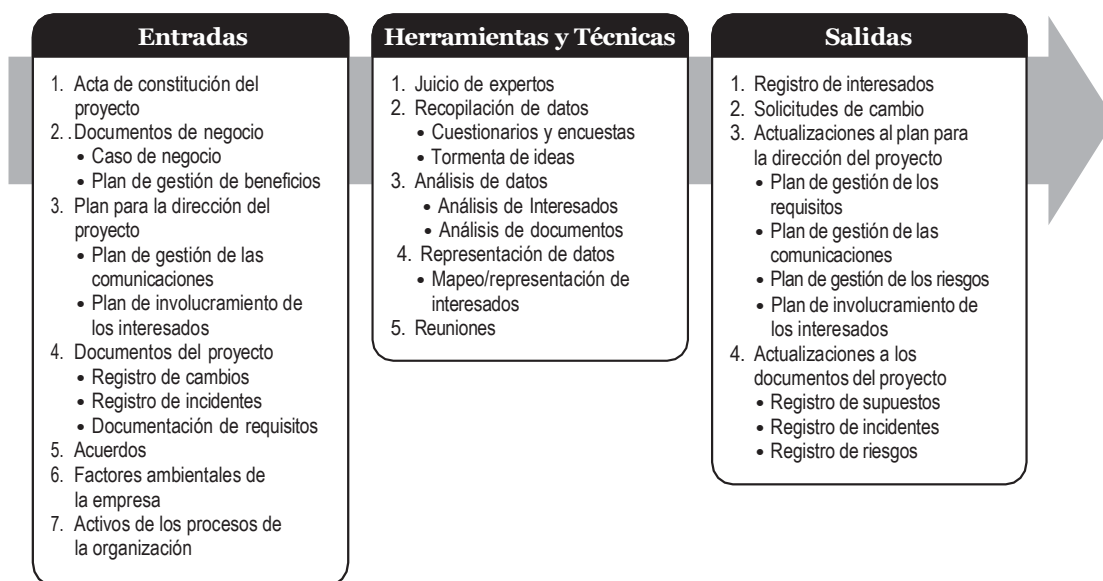 Entradas
1. Acta de constitución del
proyecto
2. .Documentos de negocio
• Caso de negocio
• Plan de gestión de beneficios
3. Plan para la dirección del
proyecto
• Plan de gestión de las
comunicaciones
• Plan de involucramiento de
los interesados
4. Documentos del proyecto
• Registro de cambios
• Registro de incidentes
• Documentación de requisitos
5. Acuerdos
6. Factores ambientales de
la empresa
7. Activos de los procesos de
la organización
Herramientas y Técnicas
1. Juicio de expertos
2. Recopilación de datos
• Cuestionarios y encuestas
• Tormenta de ideas
3. Análisis de datos
• Análisis de Interesados
• Análisis de documentos
4. Representación de datos
• Mapeo/representación de
interesados
5. Reuniones
Salidas
1. Registro de interesados
2. Solicitudes de cambio
3. Actualizaciones al plan para
la dirección del proyecto
• Plan de gestión de los
requisitos
• Plan de gestión de las
comunicaciones
• Plan de gestión de los riesgos
• Plan de involucramiento de
los interesados
4. Actualizaciones a los
documentos del proyecto
• Registro de supuestos
• Registro de incidentes
• Registro de riesgos